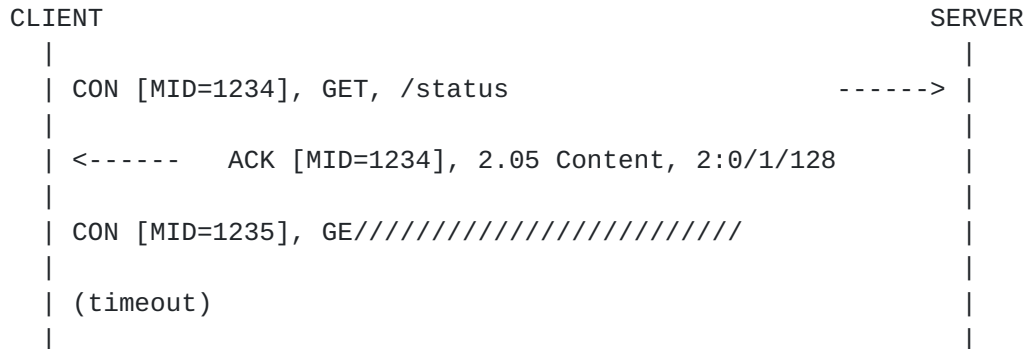 CLIENT                                                     SERVER
  |                                                          |
  | CON [MID=1234], GET, /status                     ------> |
  |                                                          |
  | <------   ACK [MID=1234], 2.05 Content, 2:0/1/128        |
  |                                                          |
  | CON [MID=1235], GE/////////////////////////              |
  |                                                          |
  | (timeout)                                                |
  |                                                          |